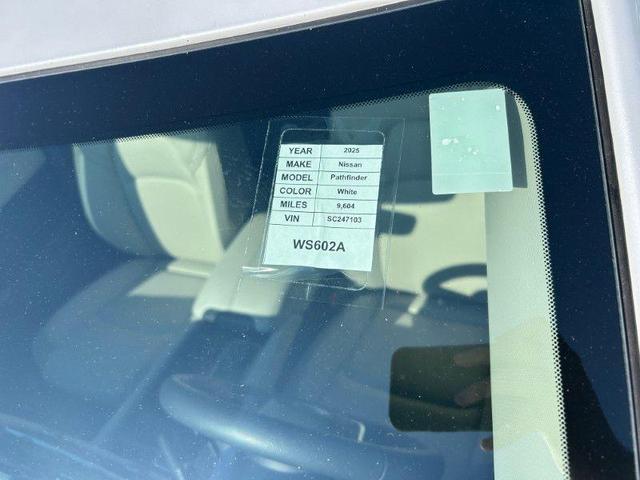 YEAR 2025
MAKE Nissan
MODEL Pathfinder
COLOR White
MILES 9,604
VIN SC247103
WS602A